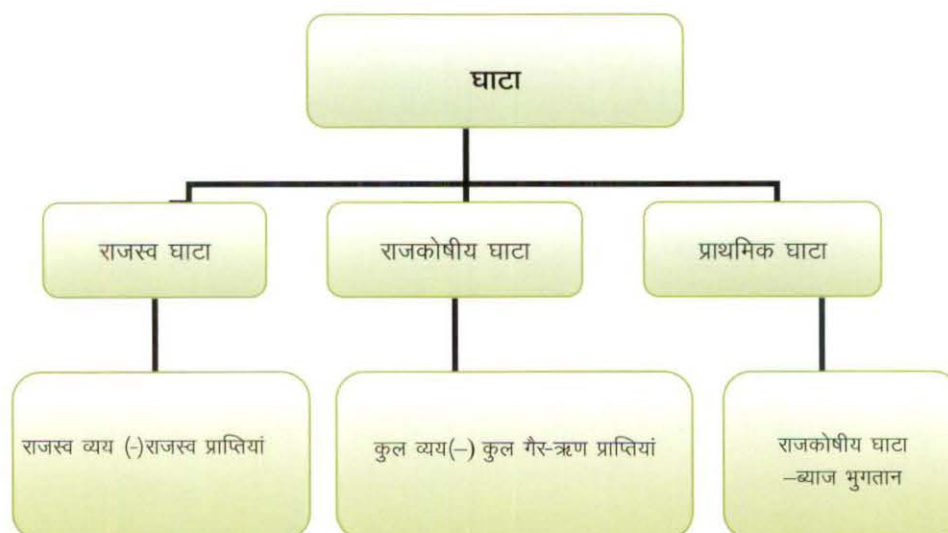 घाटा
राजस्व घाटा
राजकोषीय घाटा
प्राथमिक घाटा
राजस्व व्यय (-)राजस्व प्राप्तियां
कुल व्यय(–) कुल गैर-ऋण प्राप्तियां
राजकोषीय घाटा
–ब्याज भुगतान